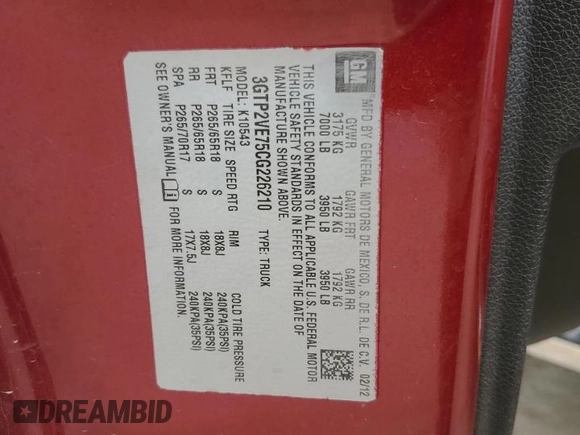 GM
MFD BY GENERAL MOTORS DE MEXICO, S. DE R.L. DE C.V. 02/12
GVWR GAWR FRT GAWR RR
3175 KG 1792 KG 1792 KG
7000 LB 3950 LB 3950 LB
THIS VEHICLE CONFORMS TO ALL APPLICABLE U.S. FEDERAL MOTOR
VEHICLE SAFETY STANDARDS IN EFFECT ON THE DATE OF
MANUFACTURE SHOWN ABOVE.
3GTP2VE75CG226210 TYPE: TRUCK
MODEL: K10543
KFLF TIRE SIZE SPEED RTG RIM COLD TIRE PRESSURE
FRT P265/65R18 S 18X8J 240KPA(35PSI)
RR P265/65R18 S 18X8J 240KPA(35PSI)
SPA P265/70R17 S 17X7.5J 240KPA(35PSI)
SEE OWNER'S MANUAL i FOR MORE INFORMATION.
DREAMBID